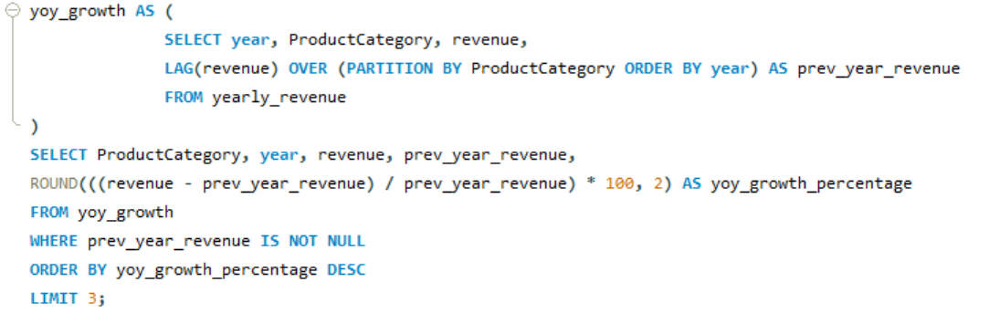 yoy_growth AS (
SELECT year, ProductCategory, revenue,
LAG(revenue) OVER (PARTITION BY ProductCategory ORDER BY year) AS prev_year_revenue
FROM yearly_revenue
)
SELECT ProductCategory, year, revenue, prev_year_revenue,
ROUND(((revenue - prev_year_revenue) / prev_year_revenue) * 100, 2) AS yoy_growth_percentage
FROM yoy_growth
WHERE prev_year_revenue IS NOT NULL
ORDER BY yoy_growth_percentage DESC
LIMIT 3;